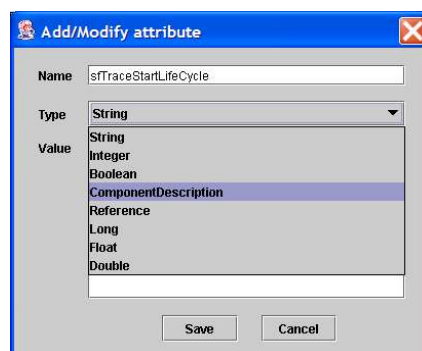 Add/Modify attribute
Name sfTraceStartLifeCycle
Type String
Value
String
Integer
Boolean
ComponentDescription
Reference
Long
Float
Double
Save Cancel